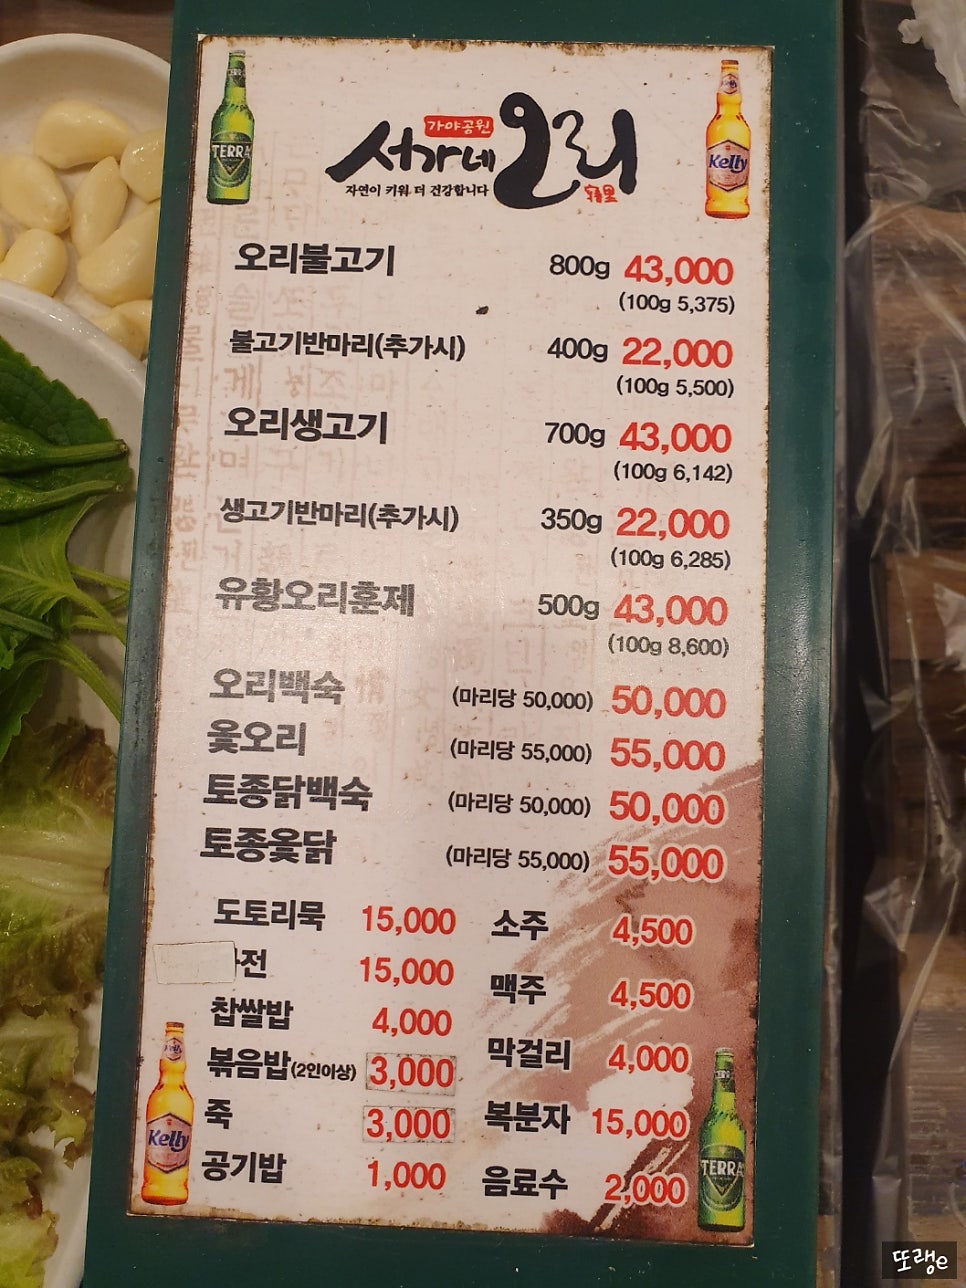 TERRA
가야공원
서가네 오리
자연이 키워 더 건강합니다
Kelly
오리불고기 800g 43,000
(100g 5,375)
불고기반마리(추가시) 400g 22,000
(100g 5,500)
오리생고기 700g 43,000
(100g 6,142)
생고기반마리(추가시) 350g 22,000
(100g 6,285)
유황오리훈제 500g 43,000
(100g 8,600)
오리백숙 (마리당 50,000) 50,000
옻오리 (마리당 55,000) 55,000
토종닭백숙 (마리당 50,000) 50,000
토종옻닭 (마리당 55,000) 55,000
도토리묵 15,000
전 15,000
찹쌀밥 4,000
볶음밥(2인이상) 3,000
죽 3,000
공기밥 1,000
소주 4,500
맥주 4,500
막걸리 4,000
복분자 15,000
음료수 2,000
Kelly
TERRA
또랭e